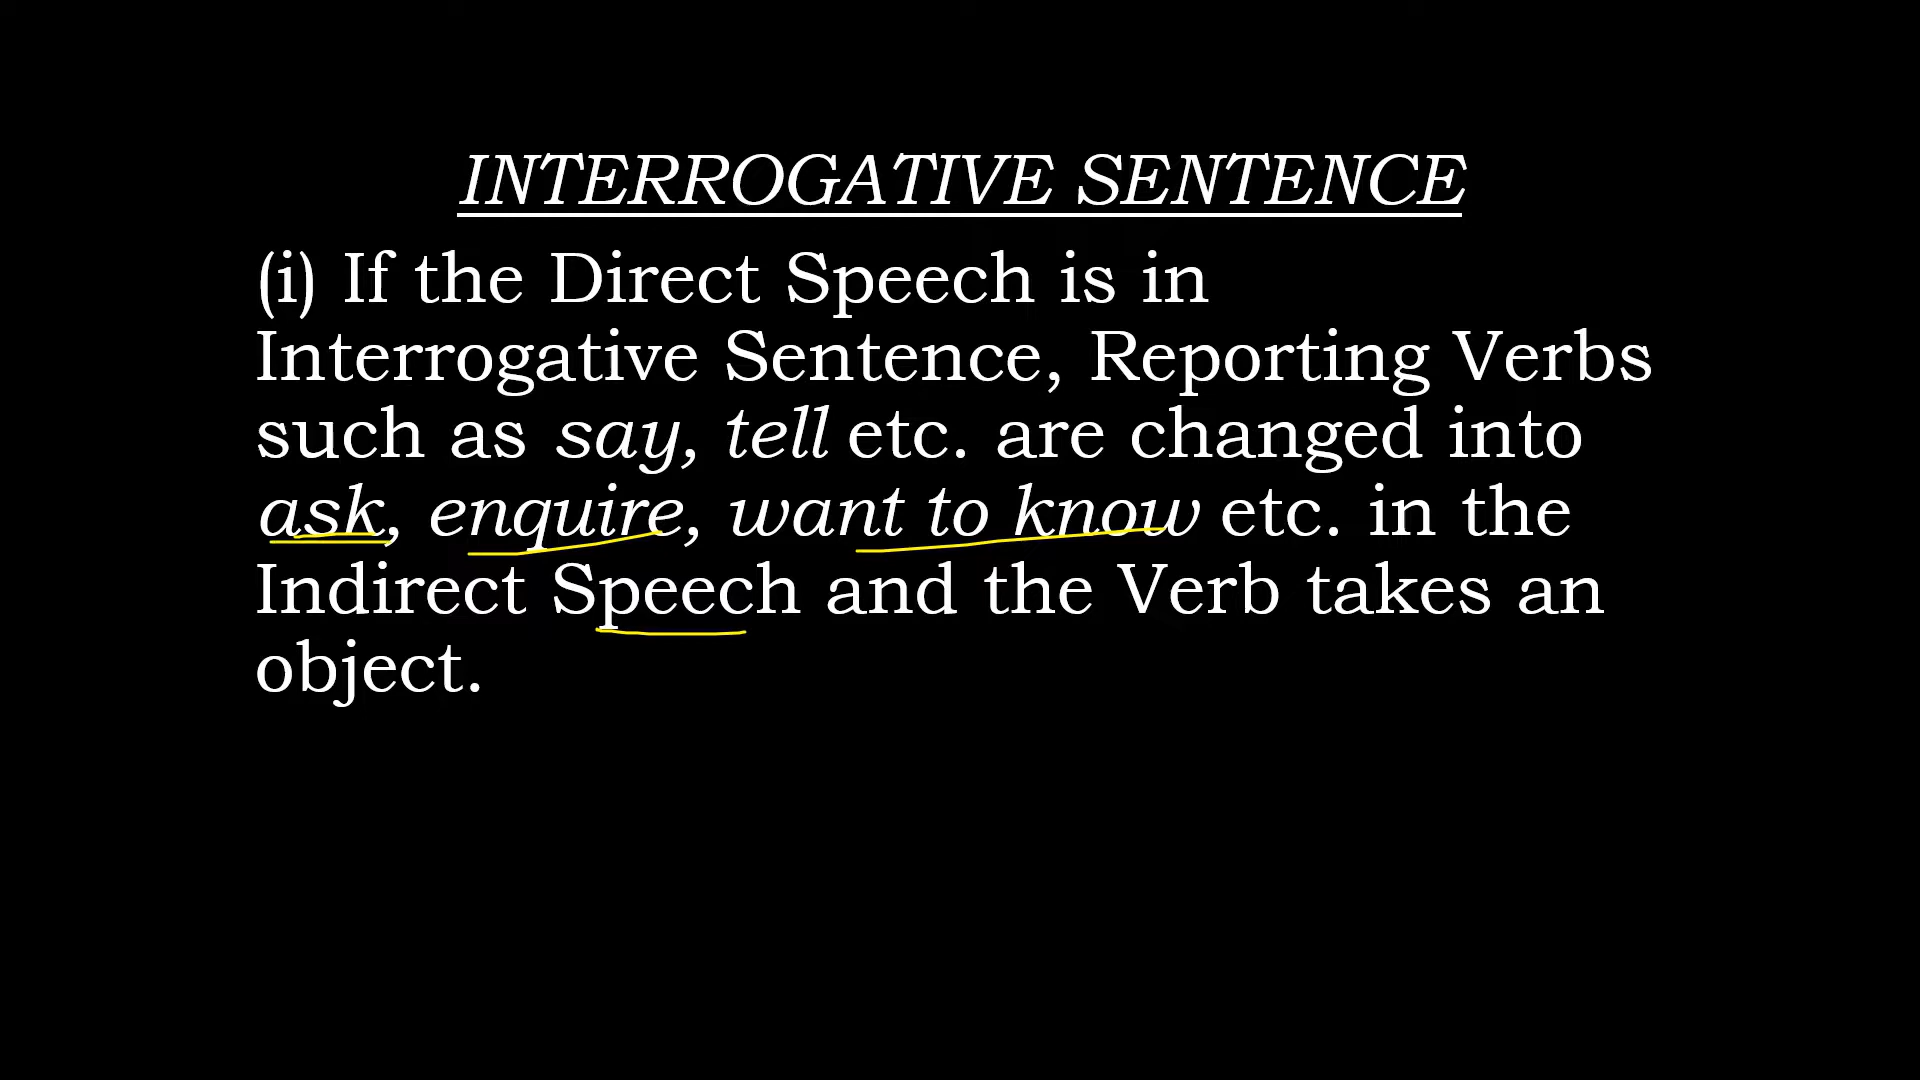 INTERROGATIVE SENTENCE
(i) If the Direct Speech is in
Interrogative Sentence, Reporting Verbs
such as say, tell etc. are changed into
ask, enquire, want to know etc. in the
Indirect Speech and the Verb takes an
object.